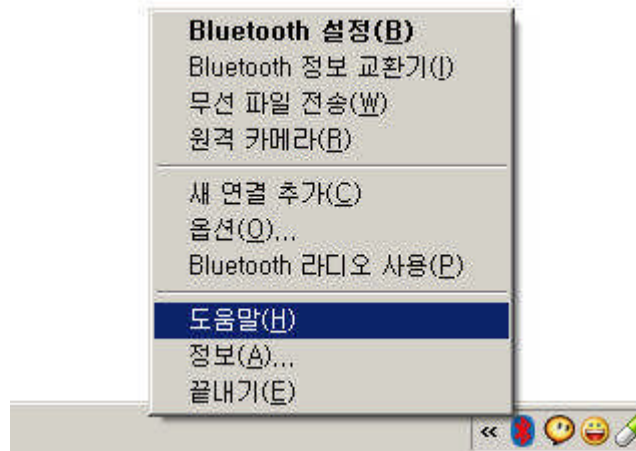 Bluetooth 설정(B)
Bluetooth 정보 교환기(I)
무선 파일 전송(W)
원격 카메라(R)
새 연결 추가(C)
옵션(O)...
Bluetooth 라디오 사용(P)
도움말(H)
정보(A)...
끝내기(E)
«